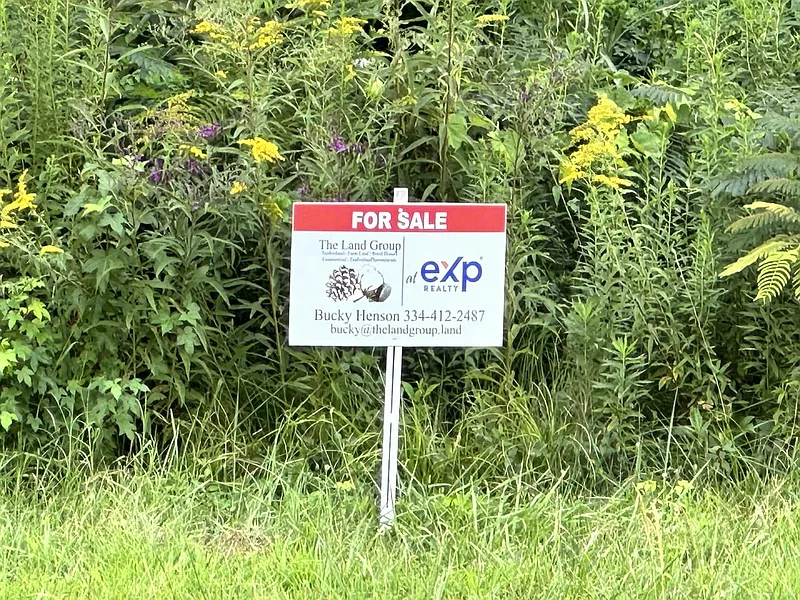 FOR SALE
The Land Group
at
eXp
REALTY
Bucky Henson 334-412-2487
bucky@thelandgroup.land